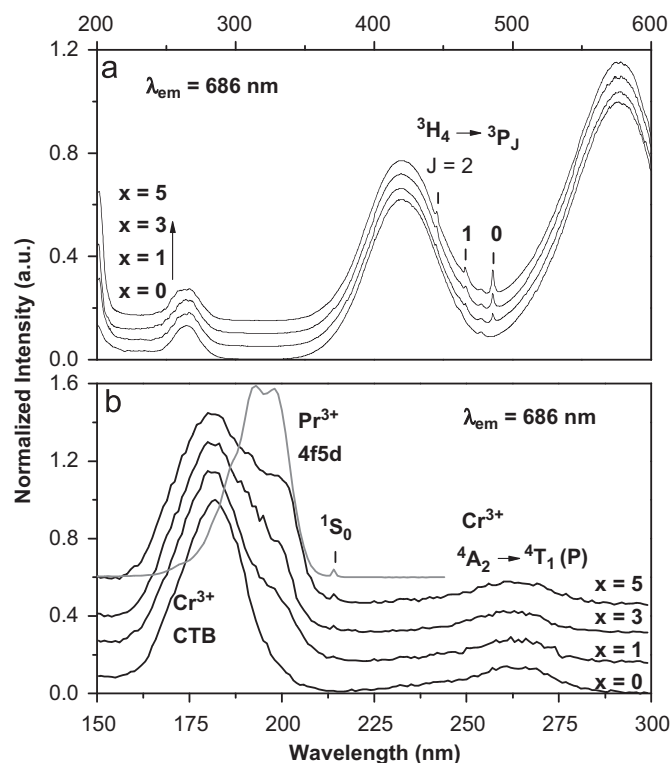 200 300 400 500 600
1.2
a
λem = 686 nm
³H₄ → ³P_J
0.8
J = 2
x = 5
x = 3
1 0
x = 1
0.4
x = 0
0.0
Normalized Intensity (a.u.)
1.6
b
Pr³⁺
λem = 686 nm
4f5d
1.2
¹S₀
Cr³⁺
0.8
⁴A₂ → ⁴T₁ (P)
Cr³⁺
CTB
x = 5
0.4
x = 3
x = 1
x = 0
0.0
150 175 200 225 250 275 300
Wavelength (nm)